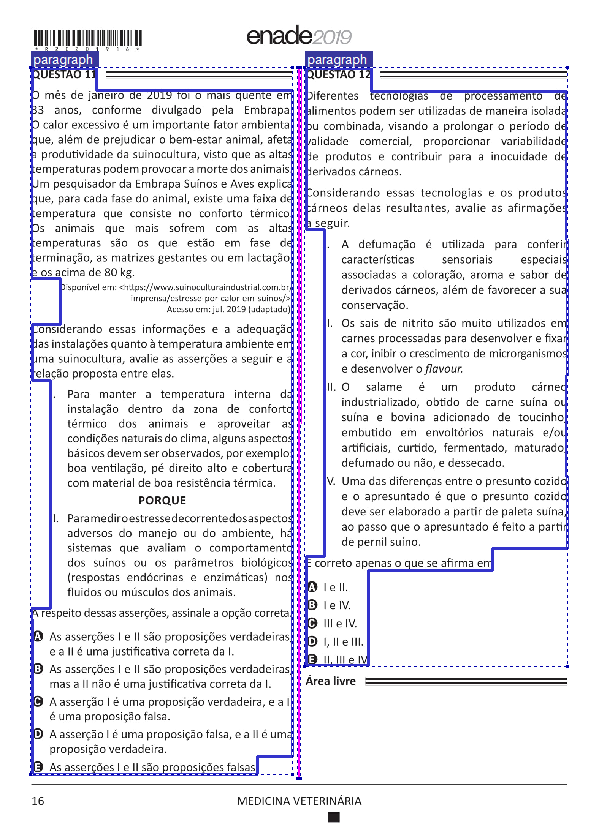 enade2019
*R2020191 6*
paragraph
QUESTÃO 11
O mês de janeiro de 2019 foi o mais quente em
83 anos, conforme divulgado pela Embrapa.
O calor excessivo é um importante fator ambiental
que, além de prejudicar o bem-estar animal, afeta
a produtividade da suinocultura, visto que as altas
temperaturas podem provocar a morte dos animais.
Um pesquisador da Embrapa Suínos e Aves explica
que, para cada fase do animal, existe uma faixa de
temperatura que consiste no conforto térmico.
Os animais que mais sofrem com as altas
temperaturas são os que estão em fase de
terminação, as matrizes gestantes ou em lactação,
e os acima de 80 kg.
Disponível em: <https://www.suinoculturaindustrial.com.br/
imprensa/estresse-por-calor-em-suinos/>
Acesso em: jul. 2019 (adaptado).
Considerando essas informações e a adequação
das instalações quanto à temperatura ambiente em
uma suinocultura, avalie as asserções a seguir e a
relação proposta entre elas.
I. Para manter a temperatura interna da
instalação dentro da zona de conforto
térmico dos animais e aproveitar as
condições naturais do clima, alguns aspectos
básicos devem ser observados, por exemplo:
boa ventilação, pé direito alto e cobertura
com material de boa resistência térmica.
PORQUE
II. Para medir o estresse decorrente dos aspectos
adversos do manejo ou do ambiente, há
sistemas que avaliam o comportamento
dos suínos ou os parâmetros biológicos
(respostas endócrinas e enzimáticas) nos
fluidos ou músculos dos animais.
A respeito dessas asserções, assinale a opção correta.
A As asserções I e II são proposições verdadeiras,
e a II é uma justificativa correta da I.
B As asserções I e II são proposições verdadeiras,
mas a II não é uma justificativa correta da I.
C A asserção I é uma proposição verdadeira, e a II
é uma proposição falsa.
D A asserção I é uma proposição falsa, e a II é uma
proposição verdadeira.
E As asserções I e II são proposições falsas.
paragraph
QUESTÃO 12
Diferentes tecnologias de processamento de
alimentos podem ser utilizadas de maneira isolada
ou combinada, visando a prolongar o período de
validade comercial, proporcionar variabilidade
de produtos e contribuir para a inocuidade de
derivados cárneos.
Considerando essas tecnologias e os produtos
cárneos delas resultantes, avalie as afirmações
a seguir.
I. A defumação é utilizada para conferir
características sensoriais especiais
associadas a coloração, aroma e sabor de
derivados cárneos, além de favorecer a sua
conservação.
II. Os sais de nitrito são muito utilizados em
carnes processadas para desenvolver e fixar
a cor, inibir o crescimento de microrganismos
e desenvolver o flavour.
III. O salame é um produto cárneo
industrializado, obtido de carne suína ou
suína e bovina adicionado de toucinho,
embutido em envoltórios naturais e/ou
artificiais, curtido, fermentado, maturado,
defumado ou não, e dessecado.
IV. Uma das diferenças entre o presunto cozido
e o apresuntado é que o presunto cozido
deve ser elaborado a partir de paleta suína,
ao passo que o apresuntado é feito a partir
de pernil suíno.
É correto apenas o que se afirma em
A I e II.
B I e IV.
C III e IV.
D I, II e III.
E II, III e IV.
Área livre
16
MEDICINA VETERINÁRIA